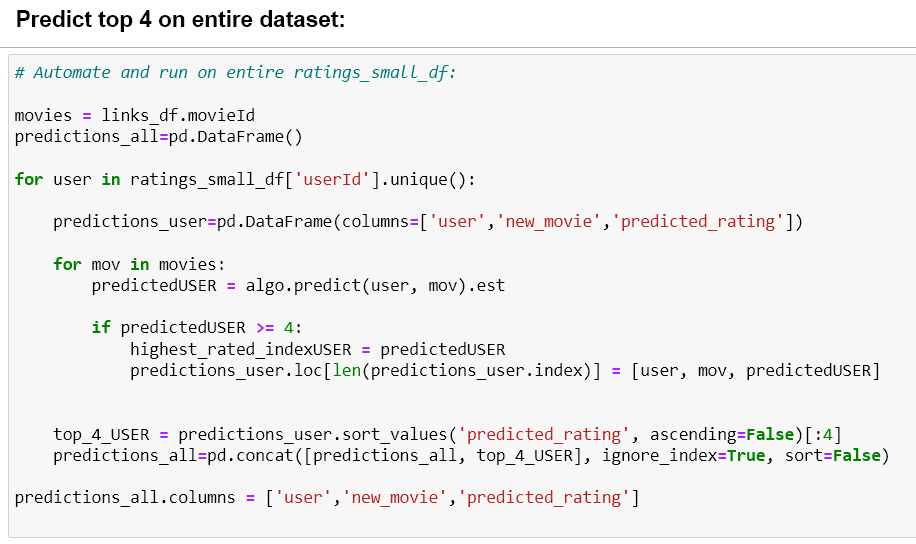 Predict top 4 on entire dataset:
# Automate and run on entire ratings_small_df:
movies = links_df.movieId
predictions_all=pd.DataFrame()
for user in ratings_small_df['userId'].unique():
    predictions_user=pd.DataFrame(columns=['user','new_movie','predicted_rating'])
    for mov in movies:
        predictedUSER = algo.predict(user, mov).est
        if predictedUSER >= 4:
            highest_rated_indexUSER = predictedUSER
            predictions_user.loc[len(predictions_user.index)] = [user, mov, predictedUSER]
    top_4_USER = predictions_user.sort_values('predicted_rating', ascending=False)[:4]
    predictions_all=pd.concat([predictions_all, top_4_USER], ignore_index=True, sort=False)
predictions_all.columns = ['user','new_movie','predicted_rating']